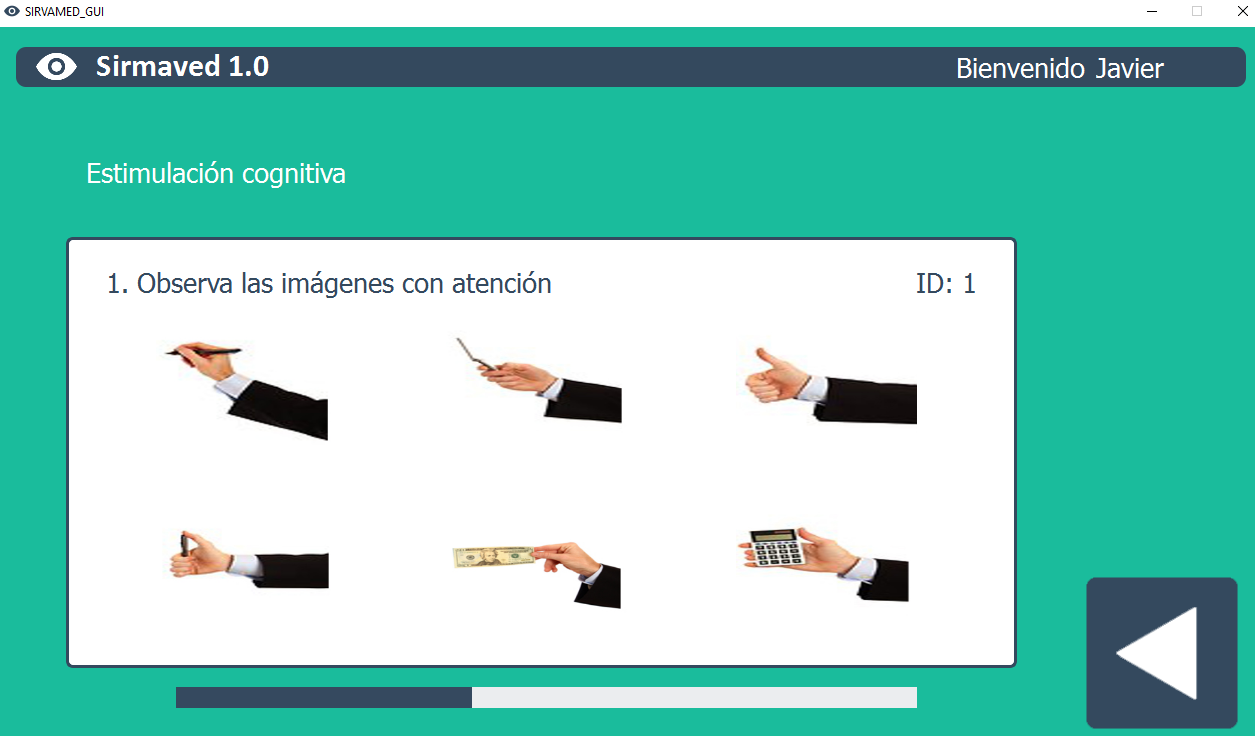 SIRVAMED_GUI
Sirmaved 1.0
Bienvenido Javier
Estimulación cognitiva
1. Observa las imágenes con atención
ID: 1